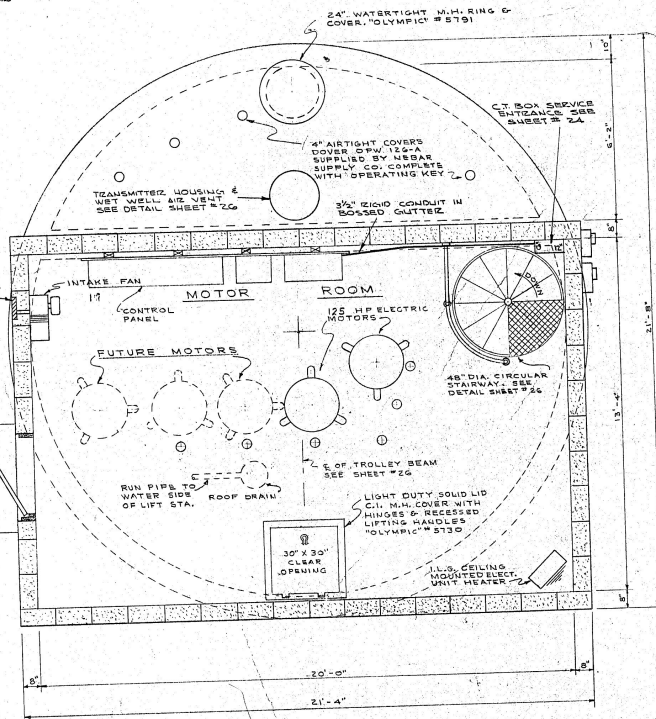 24" WATERTIGHT M.H. RING &
COVER. "OLYMPIC" # 5791
10"
C.T. BOX SERVICE
ENTRANCE SEE
SHEET # 24
6'-2"
4" AIRTIGHT COVERS
DOVER OPW 126-A
SUPPLIED BY NEBAR
SUPPLY CO. COMPLETE
WITH OPERATING KEY
TRANSMITTER HOUSING &
WET WELL AIR VENT
SEE DETAIL SHEET #26
3½" RIGID CONDUIT IN
BOSSED GUTTER
8"
INTAKE FAN
CONTROL
PANEL
MOTOR ROOM
DOWN
125 HP ELECTRIC
MOTORS
FUTURE MOTORS
21'-8"
13'-4"
48" DIA. CIRCULAR
STAIRWAY. SEE
DETAIL SHEET #26
℄ OF TROLLEY BEAM
SEE SHEET #26
RUN PIPE TO
WATER SIDE
OF LIFT STA.
ROOF DRAIN
LIGHT DUTY SOLID LID
C.I. M.H. COVER WITH
HINGES & RECESSED
LIFTING HANDLES
"OLYMPIC" # 5730
30" X 30"
CLEAR
OPENING
I.L.G. CEILING
MOUNTED ELECT.
UNIT HEATER
8"
8"
20'-0"
8"
21'-4"